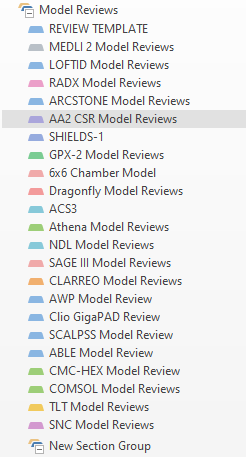 Model Reviews
REVIEW TEMPLATE
MEDLI 2 Model Reviews
LOFTID Model Reviews
RADX Model Reviews
ARCSTONE Model Reviews
AA2 CSR Model Reviews
SHIELDS-1
GPX-2 Model Reviews
6x6 Chamber Model
Dragonfly Model Reviews
ACS3
Athena Model Reviews
NDL Model Reviews
SAGE III Model Reviews
CLARREO Model Reviews
AWP Model Review
Clio GigaPAD Review
SCALPSS Model Review
ABLE Model Review
CMC-HEX Model Reviews
COMSOL Model Reviews
TLT Model Reviews
SNC Model Reviews
New Section Group